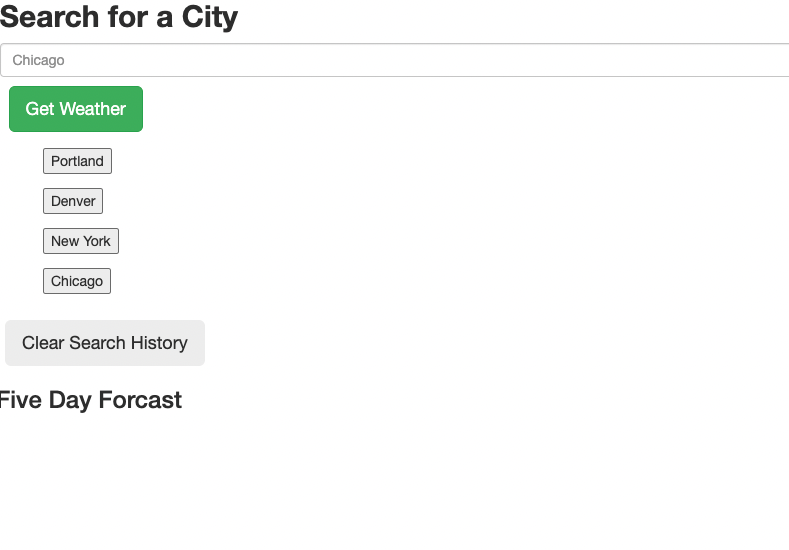 Search for a City
Chicago
Get Weather
Portland
Denver
New York
Chicago
Clear Search History
Five Day Forcast